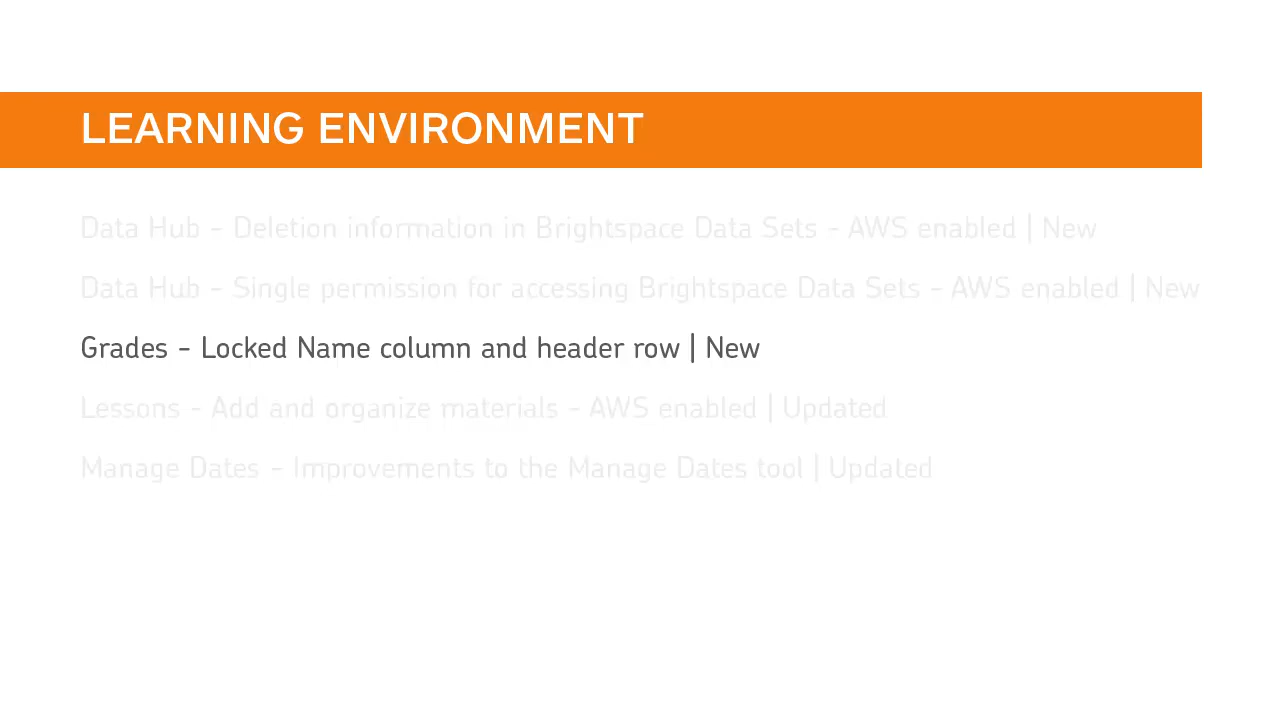 LEARNING ENVIRONMENT
Data Hub - Deletion information in Brightspace Data Sets - AWS enabled | New
Data Hub - Single permission for accessing Brightspace Data Sets - AWS enabled | New
Grades - Locked Name column and header row | New
Lessons - Add and organize materials - AWS enabled | Updated
Manage Dates - Improvements to the Manage Dates tool | Updated